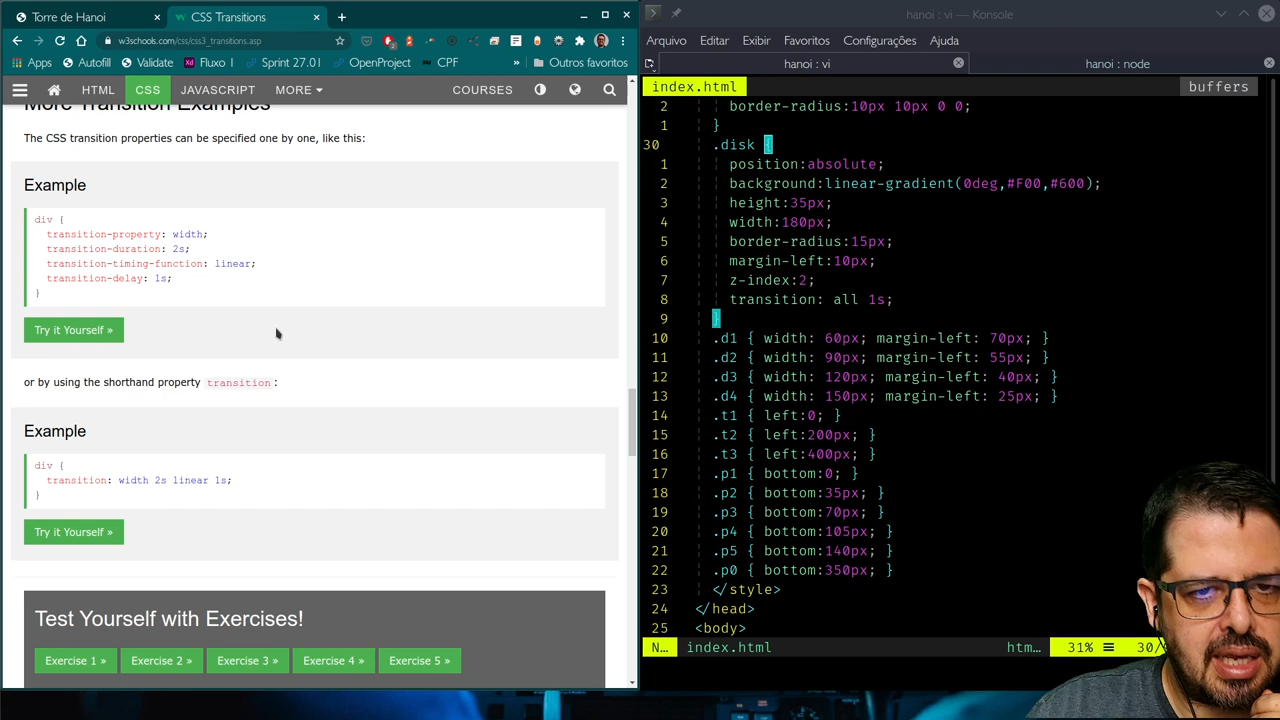 Torre de Hanoi
CSS Transitions
w3schools.com/css/css3_transitions.asp
Apps
Autofill
Validate
Fluxo I
Sprint 27.01
OpenProject
CPF
»
Outros favoritos
HTML
CSS
JAVASCRIPT
MORE
COURSES
More Transition Examples
The CSS transition properties can be specified one by one, like this:
Example
div {
transition-property: width;
transition-duration: 2s;
transition-timing-function: linear;
transition-delay: 1s;
}
Try it Yourself »
or by using the shorthand property transition:
Example
div {
transition: width 2s linear 1s;
}
Try it Yourself »
Test Yourself with Exercises!
Exercise 1 »
Exercise 2 »
Exercise 3 »
Exercise 4 »
Exercise 5 »
hanoi : vi — Konsole
Arquivo
Editar
Exibir
Favoritos
Configurações
Ajuda
hanoi : vi
hanoi : node
index.html
buffers
2 border-radius:10px 10px 0 0;
1 }
30 .disk {
1 position:absolute;
2 background:linear-gradient(0deg,#F00,#600);
3 height:35px;
4 width:180px;
5 border-radius:15px;
6 margin-left:10px;
7 z-index:2;
8 transition: all 1s;
9 }
10 .d1 { width: 60px; margin-left: 70px; }
11 .d2 { width: 90px; margin-left: 55px; }
12 .d3 { width: 120px; margin-left: 40px; }
13 .d4 { width: 150px; margin-left: 25px; }
14 .t1 { left:0; }
15 .t2 { left:200px; }
16 .t3 { left:400px; }
17 .p1 { bottom:0; }
18 .p2 { bottom:35px; }
19 .p3 { bottom:70px; }
20 .p4 { bottom:105px; }
21 .p5 { bottom:140px; }
22 .p0 { bottom:350px; }
23 </style>
24 </head>
25 <body>
N… index.html htm… 31% ☰ 30/